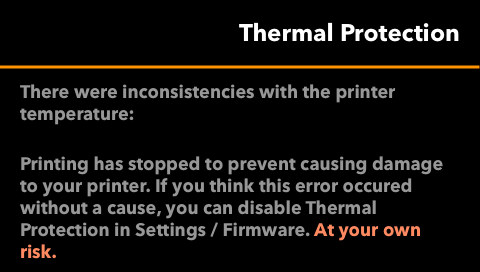 Thermal Protection
There were inconsistencies with the printer
temperature:
Printing has stopped to prevent causing damage
to your printer. If you think this error occured
without a cause, you can disable Thermal
Protection in Settings / Firmware. At your own
risk.